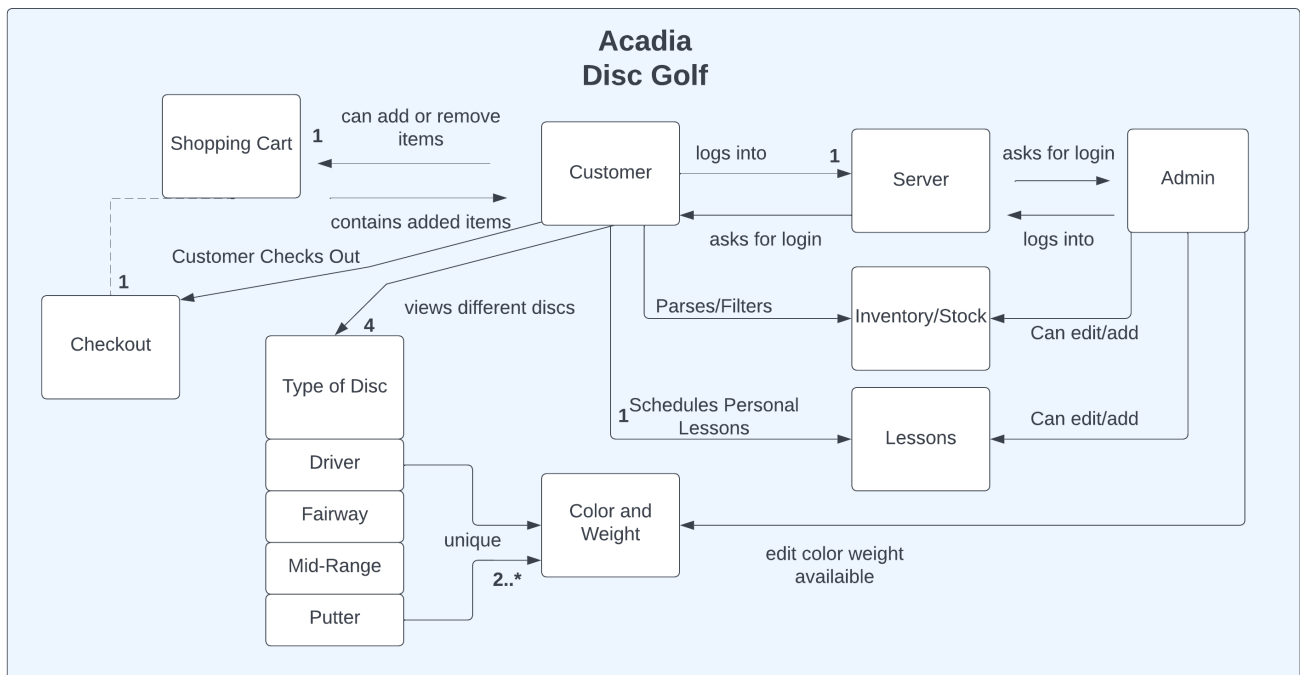 Acadia
Disc Golf
can add or remove
items
1
Shopping Cart
contains added items
Customer
logs into
1
Server
asks for login
asks for login
Admin
logs into
Customer Checks Out
1
Checkout
views different discs
4
Type of Disc
Driver
Fairway
Mid-Range
Putter
Parses/Filters
Inventory/Stock
Can edit/add
1
Schedules Personal
Lessons
Lessons
Can edit/add
Color and
Weight
unique
2..*
edit color weight
availaible